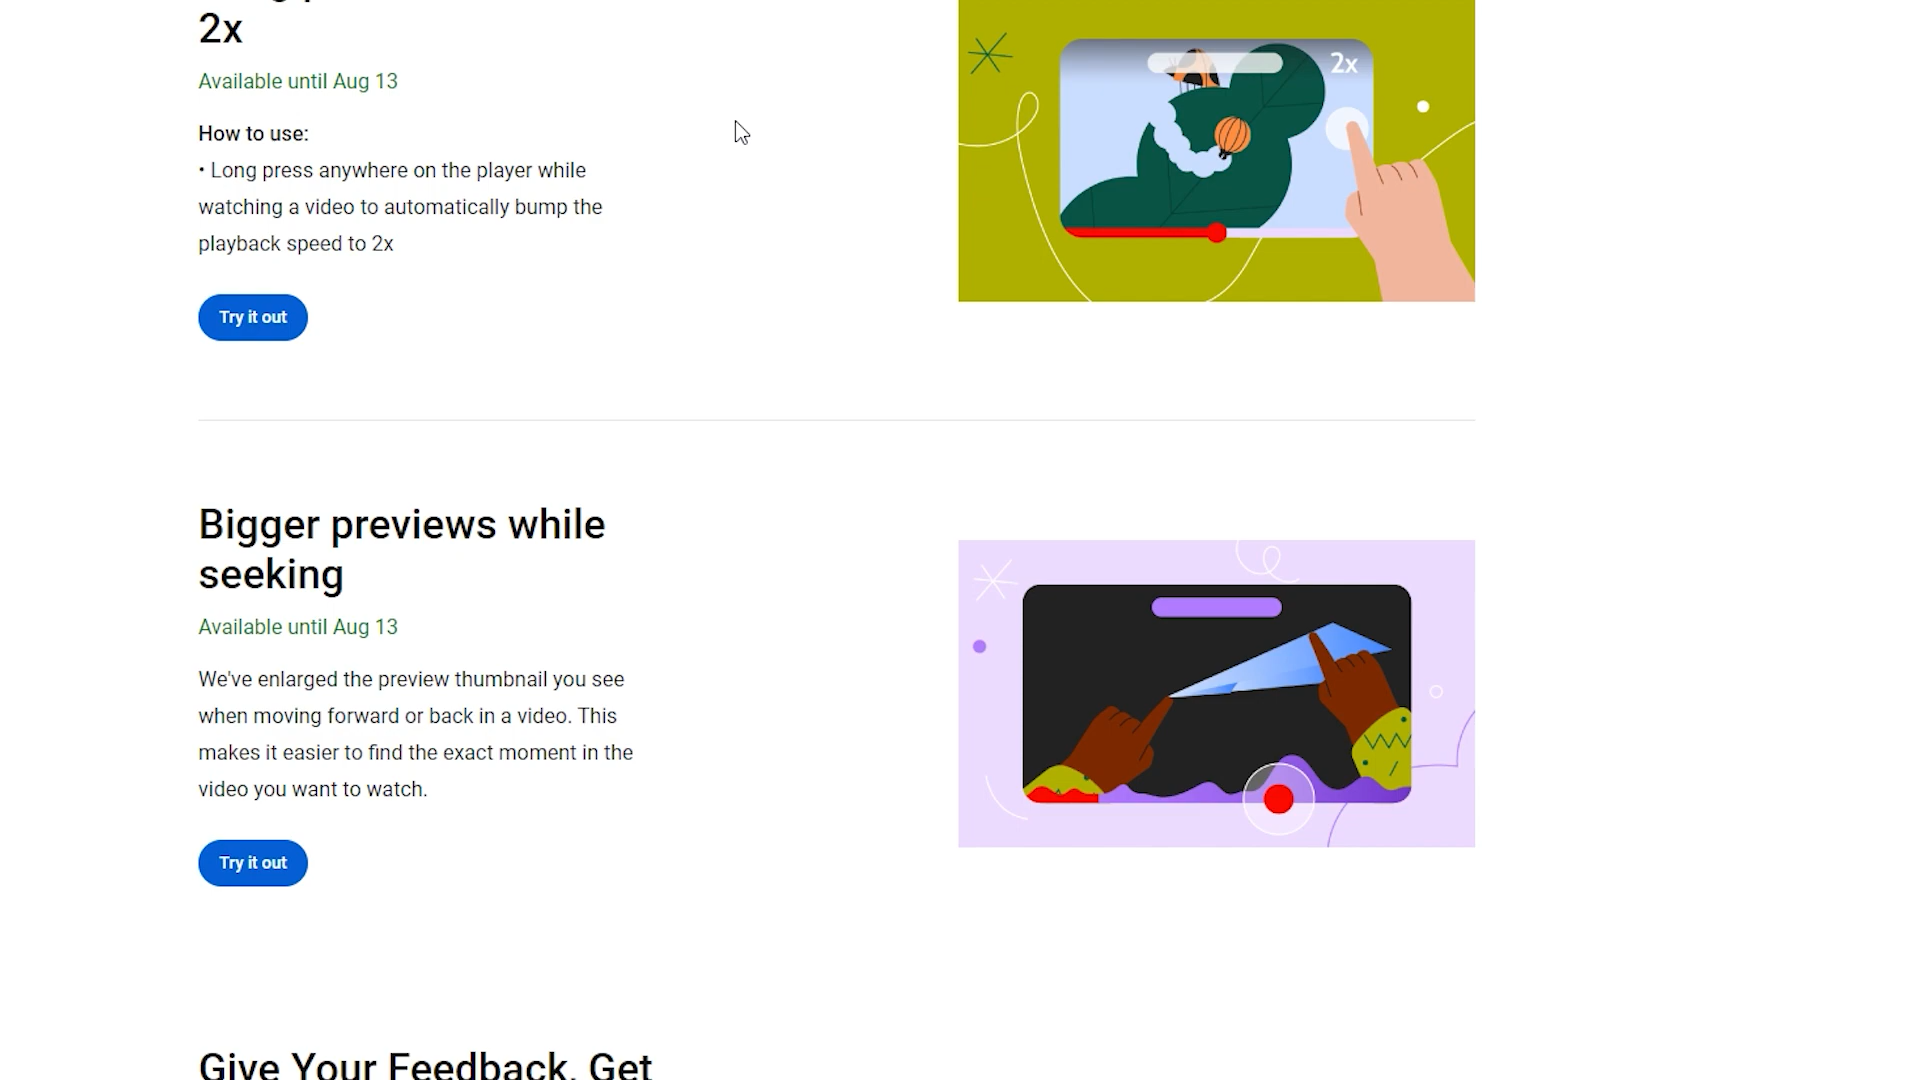 2x
Available until Aug 13
How to use:
• Long press anywhere on the player while
watching a video to automatically bump the
playback speed to 2x
Try it out
2x
Bigger previews while
seeking
Available until Aug 13
We've enlarged the preview thumbnail you see
when moving forward or back in a video. This
makes it easier to find the exact moment in the
video you want to watch.
Try it out
Give Your Feedback, Get